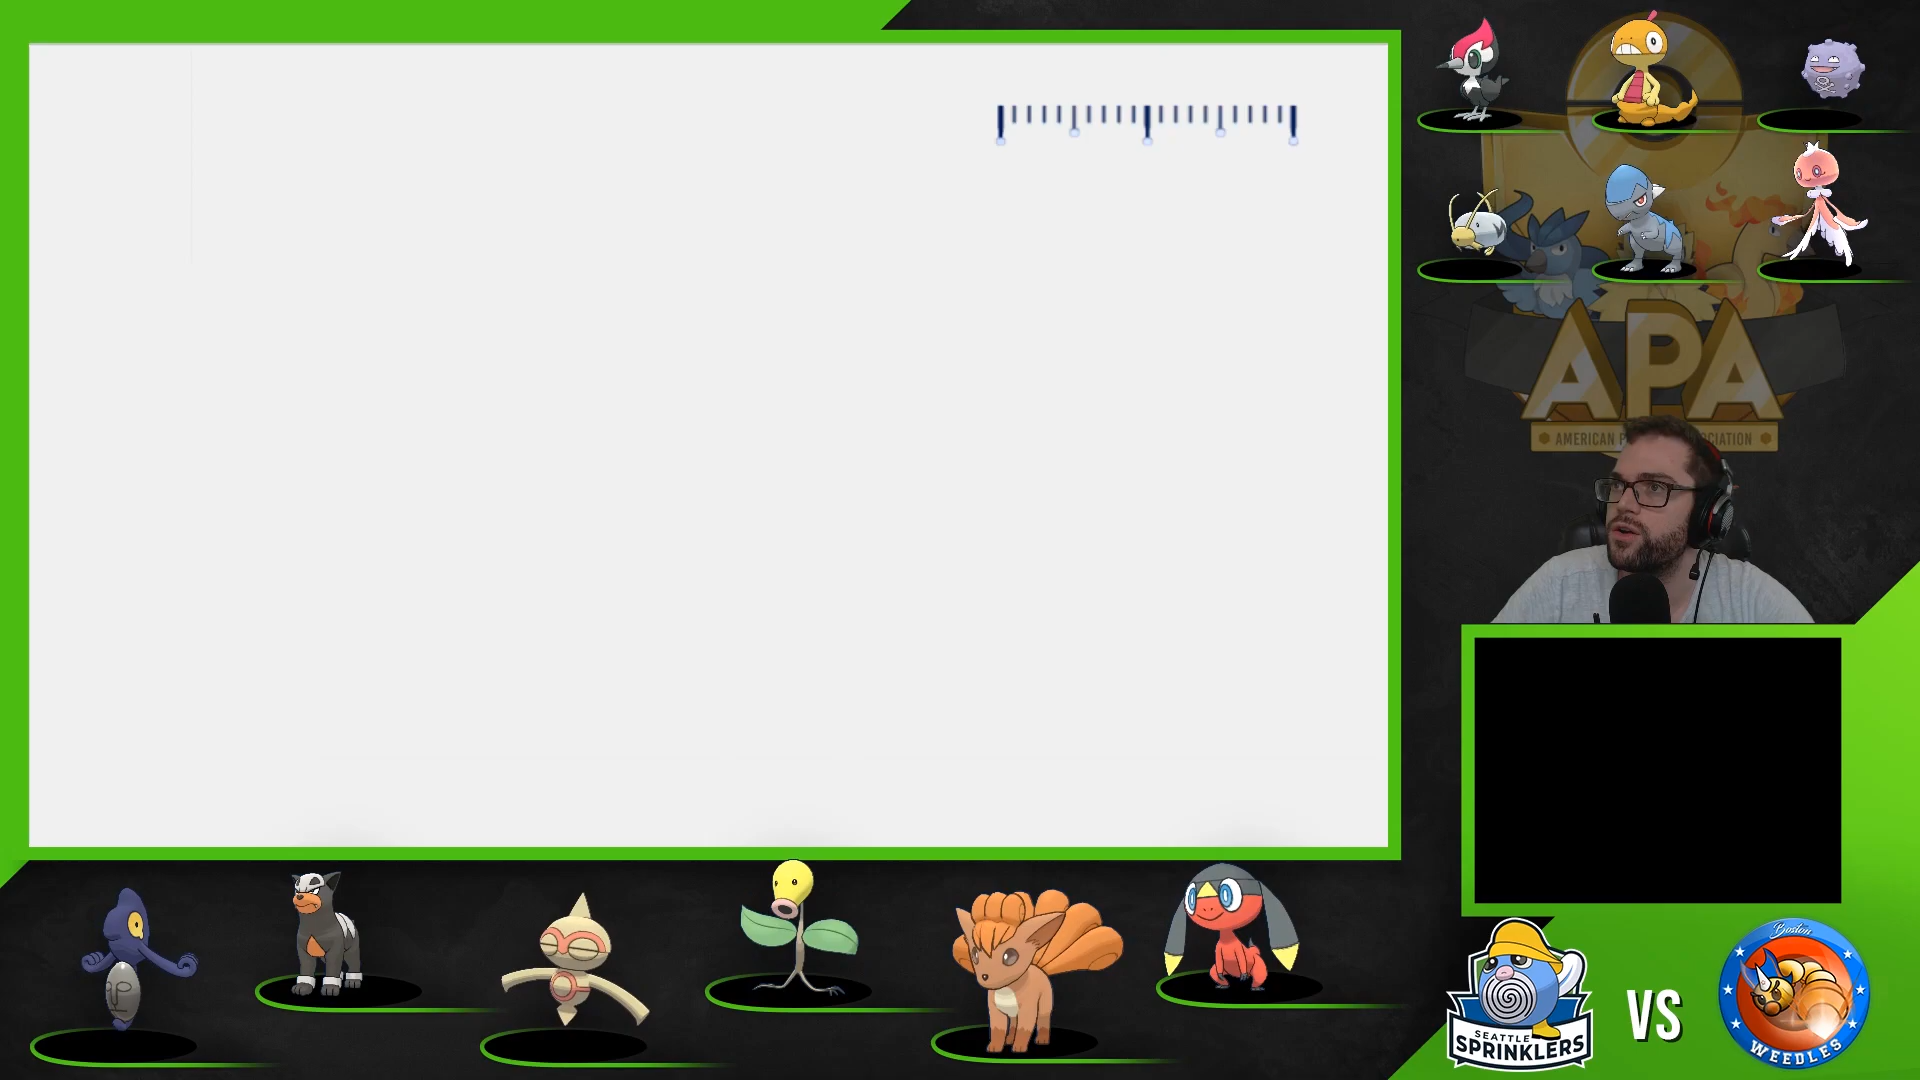 APA
AMERICAN P CIATION
SEATTLE
SPRINKLERS
VS
Boston
WEEDLES